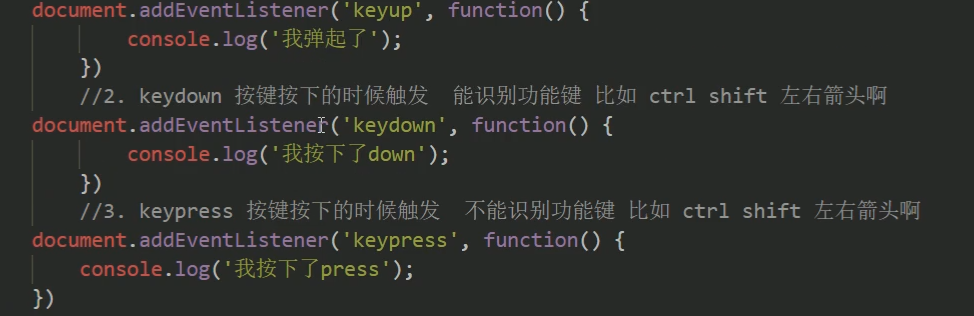 document.addEventListener('keyup', function() {
console.log('我弹起了');
})
//2. keydown 按键按下的时候触发 能识别功能键 比如 ctrl shift 左右箭头啊
document.addEventListener('keydown', function() {
console.log('我按下了down');
})
//3. keypress 按键按下的时候触发 不能识别功能键 比如 ctrl shift 左右箭头啊
document.addEventListener('keypress', function() {
console.log('我按下了press');
})